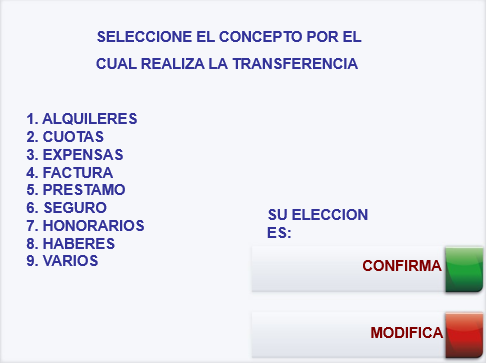 SELECCIONE EL CONCEPTO POR EL
CUAL REALIZA LA TRANSFERENCIA
1. ALQUILERES
2. CUOTAS
3. EXPENSAS
4. FACTURA
5. PRESTAMO
6. SEGURO
7. HONORARIOS
8. HABERES
9. VARIOS
SU ELECCION
ES:
CONFIRMA
MODIFICA